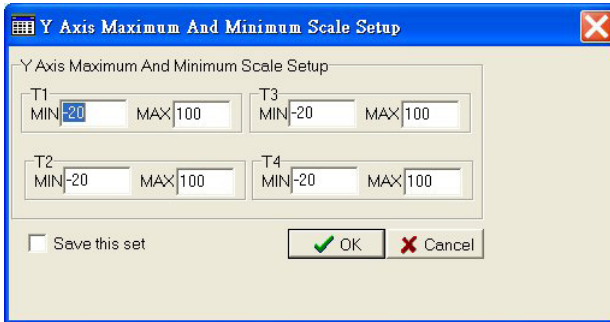 Y Axis Maximum And Minimum Scale Setup
Y Axis Maximum And Minimum Scale Setup
T1
MIN -20 MAX 100
T3
MIN -20 MAX 100
T2
MIN -20 MAX 100
T4
MIN -20 MAX 100
Save this set
OK
Cancel